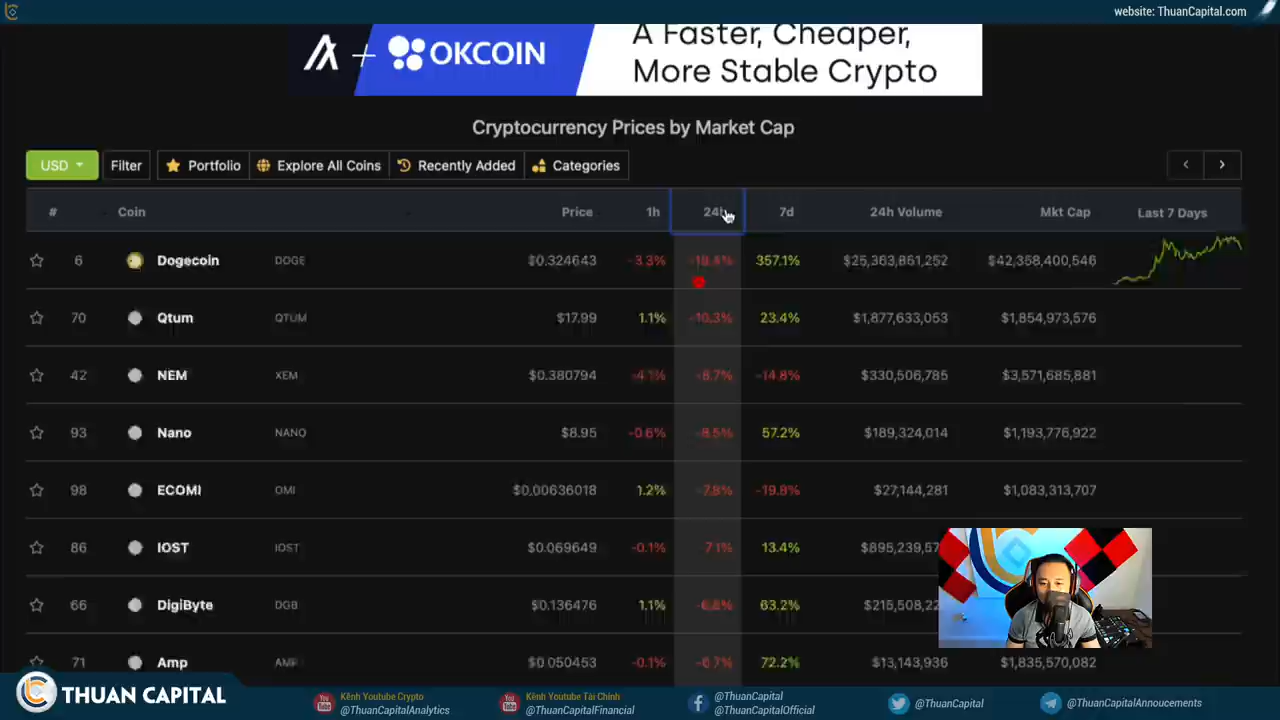 website: ThuanCapital.com
OKCOIN
A Faster, Cheaper,
More Stable Crypto
Cryptocurrency Prices by Market Cap
USD Filter Portfolio Explore All Coins Recently Added Categories
# Coin Price 1h 24h 7d 24h Volume Mkt Cap Last 7 Days
6 Dogecoin DOGE $0.324643 -3.3% 357.1% $25,363,851,252 $42,358,400,546
70 Qtum QTUM $17.99 1.1% -10.3% 23.4% $1,877,633,053 $1,854,973,576
42 NEM XEM $0.380794 -4.1% -8.7% -14.8% $330,506,785 $3,571,685,881
93 Nano NANO $8.95 -0.6% -8.5% 57.2% $189,324,014 $1,193,776,922
98 ECOMI OMI $0.00636018 1.2% -7.8% -19.8% $27,144,281 $1,083,313,707
86 IOST IOST $0.069649 -0.1% -7.1% 13.4%
66 DigiByte DGB $0.136476 1.1% -6.8% 63.2%
71 Amp AMP $0.050453 -0.1% -6.7% 72.2% $13,143,936 $1,835,570,082
THUAN CAPITAL
Kênh Youtube Crypto
@ThuanCapitalAnalytics
Kênh Youtube Tài Chính
@ThuanCapitalFinancial
@ThuanCapital
@ThuanCapitalOfficial
@ThuanCapital
@ThuanCapitalAnnoucements